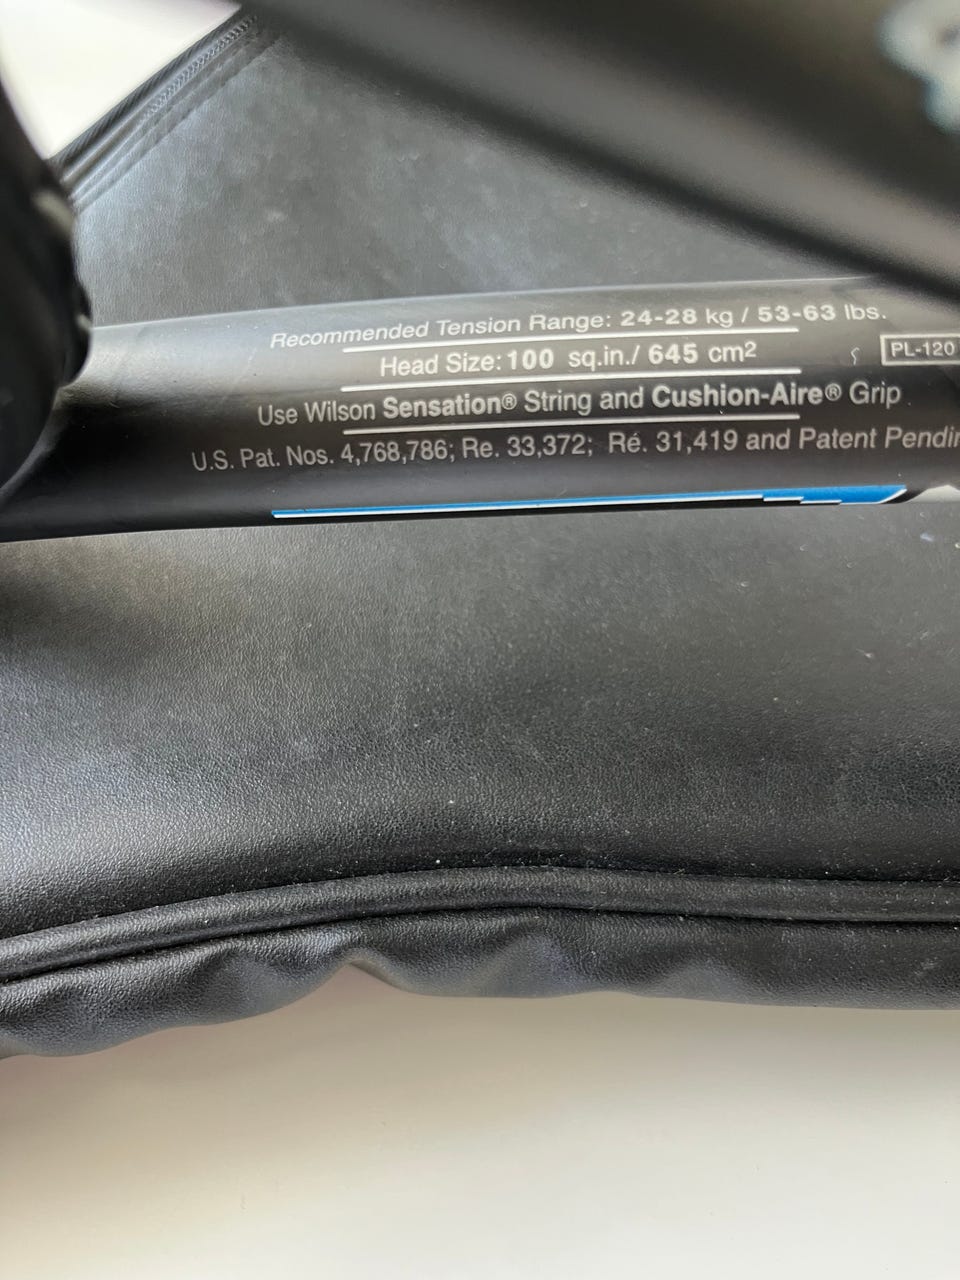 Recommended Tension Range: 24-28 kg / 53-63 lbs.
Head Size: 100 sq.in./ 645 cm2
PL-120
Use Wilson Sensation® String and Cushion-Aire® Grip
U.S. Pat. Nos. 4,768,786; Re. 33,372; Ré. 31,419 and Patent Pendin